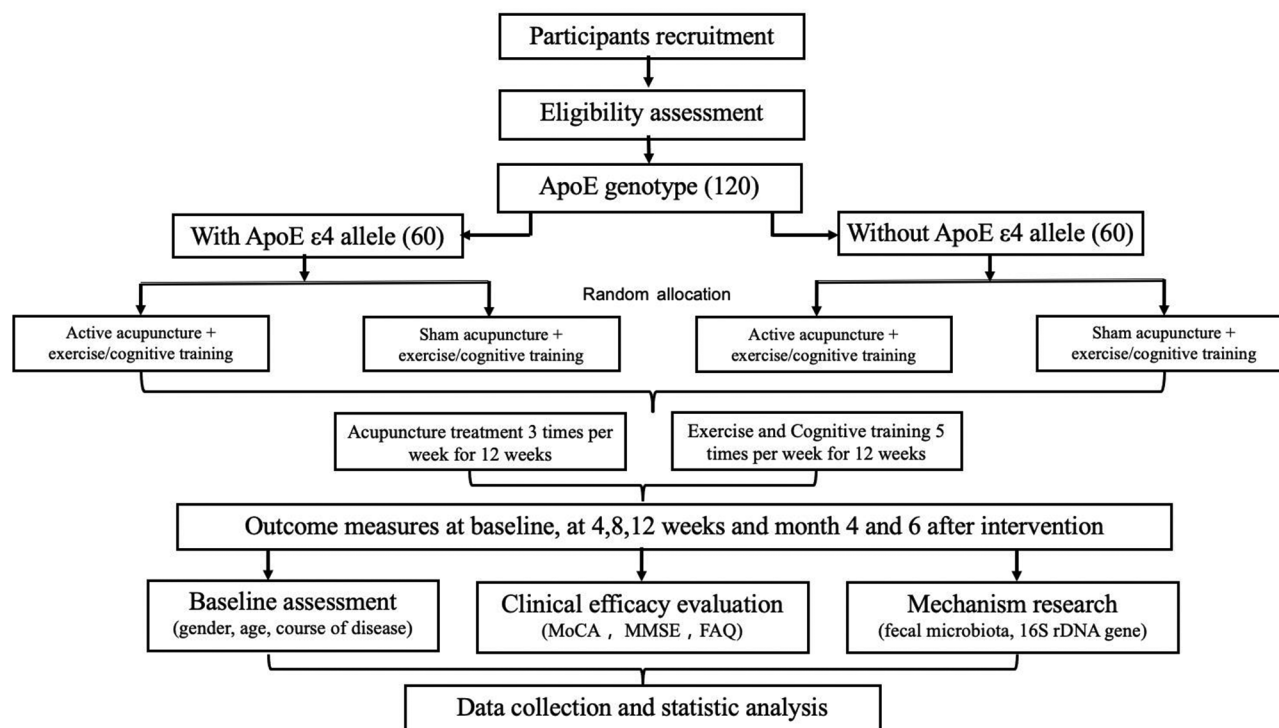 Participants recruitment
Eligibility assessment
ApoE genotype (120)
With ApoE ε4 allele (60)
Without ApoE ε4 allele (60)
Random allocation
Active acupuncture +
exercise/cognitive training
Sham acupuncture +
exercise/cognitive training
Active acupuncture +
exercise/cognitive training
Sham acupuncture +
exercise/cognitive training
Acupuncture treatment 3 times per
week for 12 weeks
Exercise and Cognitive training 5
times per week for 12 weeks
Outcome measures at baseline, at 4,8,12 weeks and month 4 and 6 after intervention
Baseline assessment
(gender, age, course of disease)
Clinical efficacy evaluation
(MoCA， MMSE，FAQ)
Mechanism research
(fecal microbiota, 16S rDNA gene)
Data collection and statistic analysis